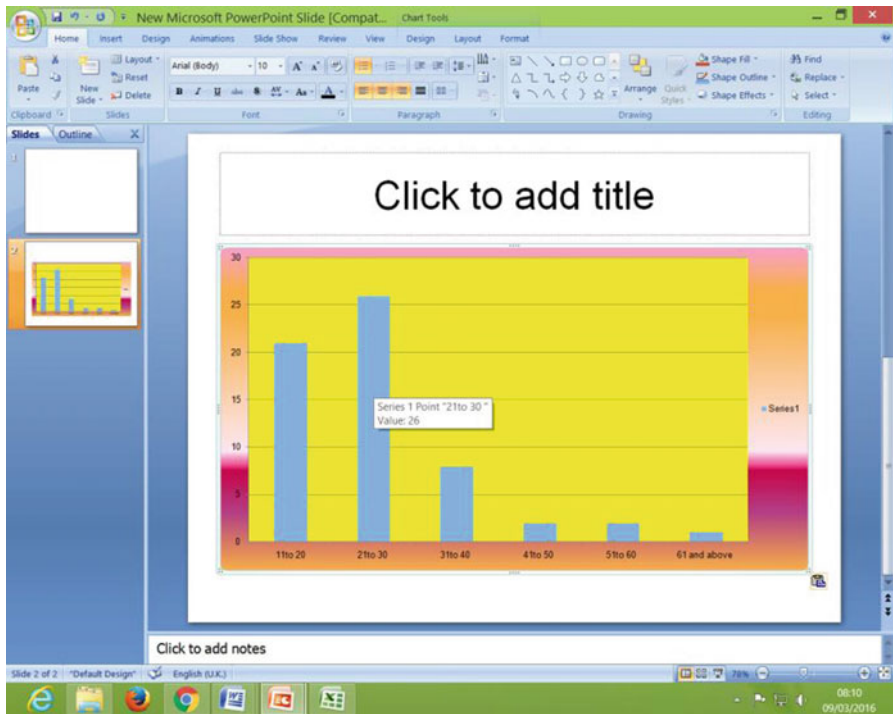 New Microsoft PowerPoint Slide [Compat... Chart Tools
Home Insert Design Animations Slide Show Review View Design Layout Format
Paste
New
Slide
Layout
Reset
Delete
Arial (Body) 10
B I U abc S AV Aa A
Arrange
Quick
Styles
Shape Fill
Shape Outline
Shape Effects
Find
Replace
Select
Clipboard Slides Font Paragraph Drawing Editing
Slides Outline X
1
2
Click to add title
30
25
20
15
10
5
0
Series 1 Point "21to 30 "
Value: 26
Series1
11to 20 21to 30 31to 40 41to 50 51to 60 61 and above
Click to add notes
Slide 2 of 2 "Default Design" English (U.K.) 78%
08:10
09/03/2016